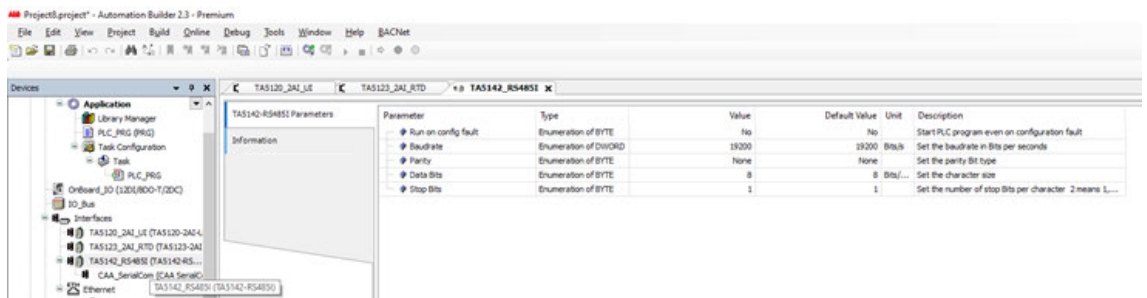 Project8.project* - Automation Builder 2.3 - Premium
File Edit View Project Build Online Debug Tools Window Help BACNet
Devices
TA5120_2AI_UI TA5123_2AI_RTD TA5142_RS485I
Application
Library Manager
PLC_PRG (PRG)
Task Configuration
Task
PLC_PRG
OnBoard_IO (12DI/8DO-T/2DC)
IO_Bus
Interfaces
TA5120_2AI_UI (TA5120-2AI-U
TA5123_2AI_RTD (TA5123-2AI
TA5142_RS485I (TA5142-RS...
CAA_SerialCom (CAA SerialC
Ethernet
TA5142_RS485I (TA5142-RS485I)
TA5142-RS485I Parameters
Information
Parameter Type Value Default Value Unit Description
Run on config fault Enumeration of BYTE No No Start PLC program even on configuration fault
Baudrate Enumeration of DWORD 19200 19200 Bits/s Set the baudrate in Bits per seconds
Parity Enumeration of BYTE None None Set the parity Bit type
Data Bits Enumeration of BYTE 8 8 Bits/... Set the character size
Stop Bits Enumeration of BYTE 1 1 Set the number of stop Bits per character 2 means 1,...